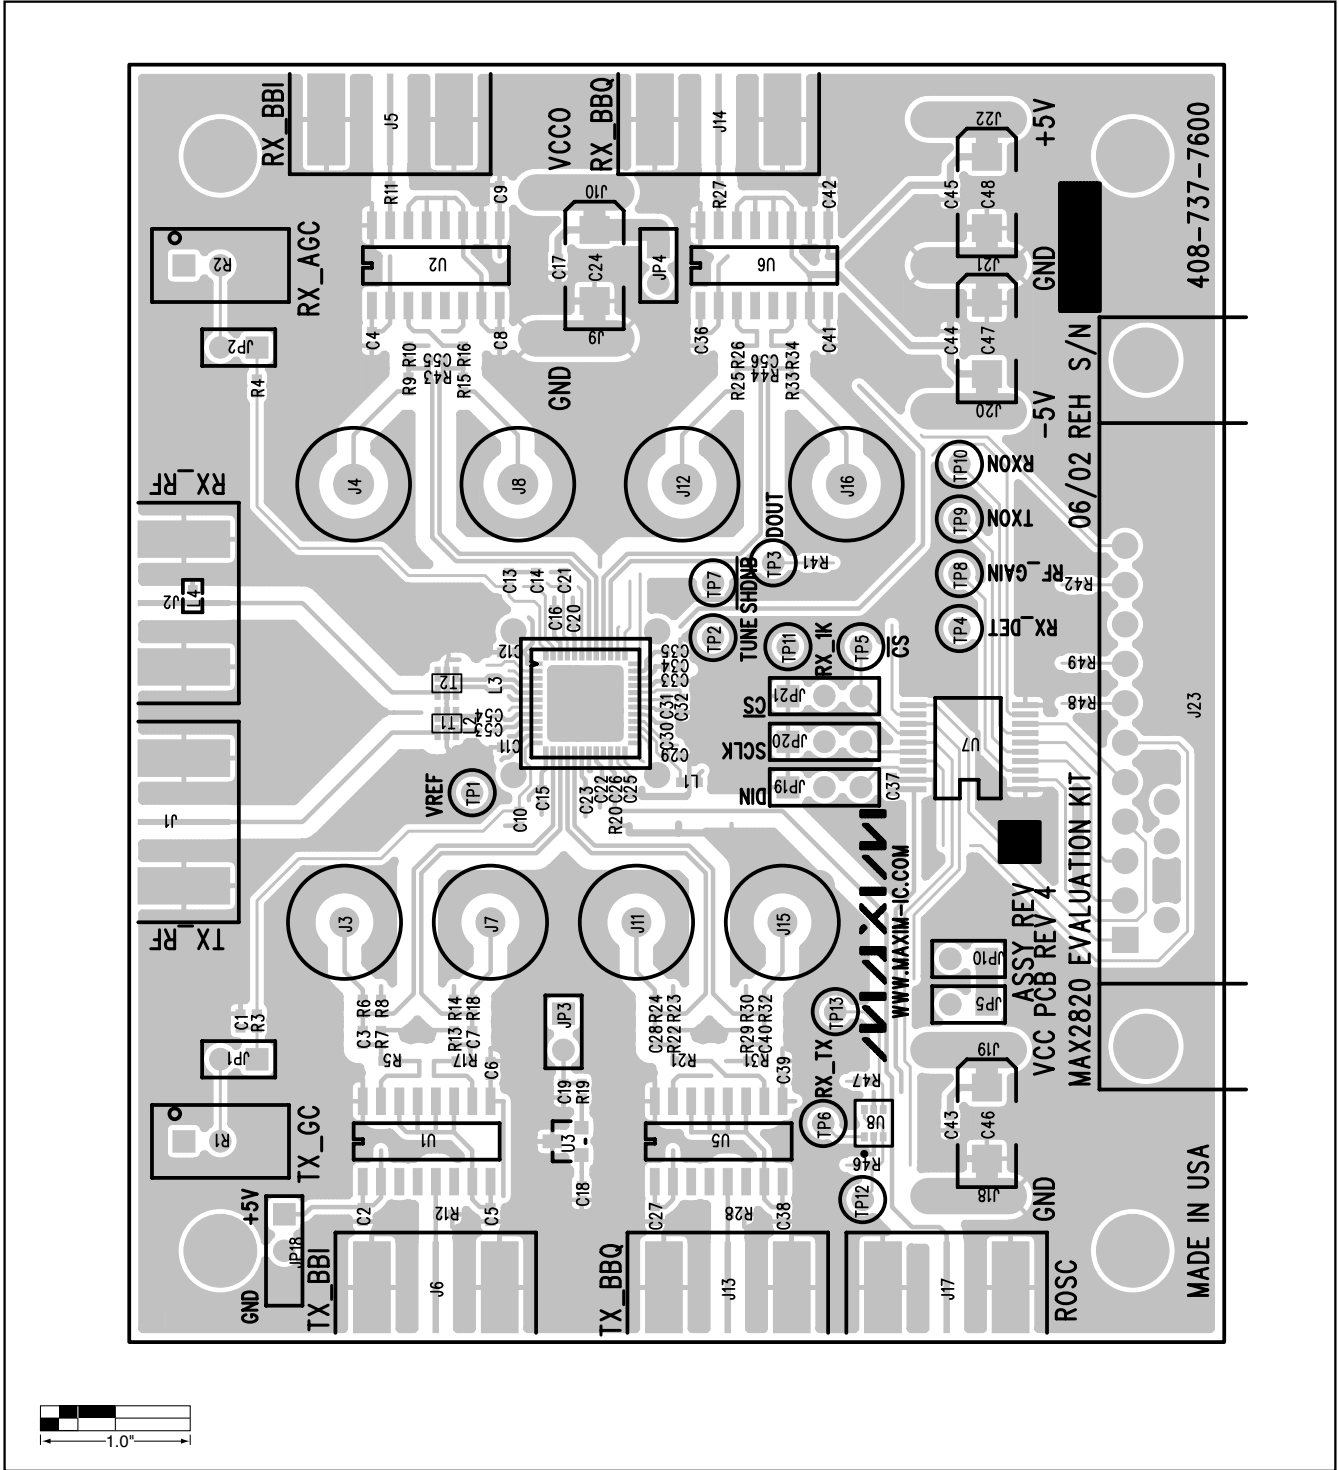 RX_BBI
J5
VCCO
RX_BBQ
J14
J22
+5V
408-737-7600
R11
C9
J10
R27
C42
C45
C48
R2
RX_AGC
U2
C17
C24
JP4
U6
J21
GND
JP2
C4
C8
J9
C36
C41
C44
C47
S/N
R4
R10
C55
R16
R9
R43
R15
GND
R26
C56
R34
R25
R44
R33
J20
-5V
RX_RF
J4
J8
J12
J16
TP10
RXON
06/02 REH
DOUT
TP9
TXON
TP3
R41
C13
C14
C21
TP7
SHDNB
TP8
RF_GAIN
R42
J2
L4
C16
C20
TP2
TUNE
TP11
RX_1K
TP5
CS
TP4
RX_DET
C12
C35
C34
C33
R49
T2
L3
JP21
CS
C31
C32
R48
J23
T1
C54
L2
C53
C30
JP20
SCLK
U7
C11
C29
L1
VREF
TP1
JP19
DIN
C37
C23
C22
C26
C25
C10
C15
R20
J1
MAXIM
WWW.MAXIM-IC.COM
TX_RF
J3
J7
J11
J15
ASSY REV
VCC PCB REV 4
MAX2820 EVALUATION KIT
JP10
JP5
C1
R3
R6
R8
R14
R18
JP3
R24
R23
R30
R32
TP13
C3
R7
R13
C7
C28
R22
R29
C40
JP1
R5
R17
C6
R21
R31
C39
J19
RX_TX
R47
C19
R19
R1
TX_GC
U1
U3
U5
TP6
U8
C43
C46
R46
+5V
C18
TP12
J18
GND
C2
R12
C5
C27
R28
C38
JP18
GND
TX_BBI
J6
TX_BBQ
J13
J17
ROSC
MADE IN USA
1.0"